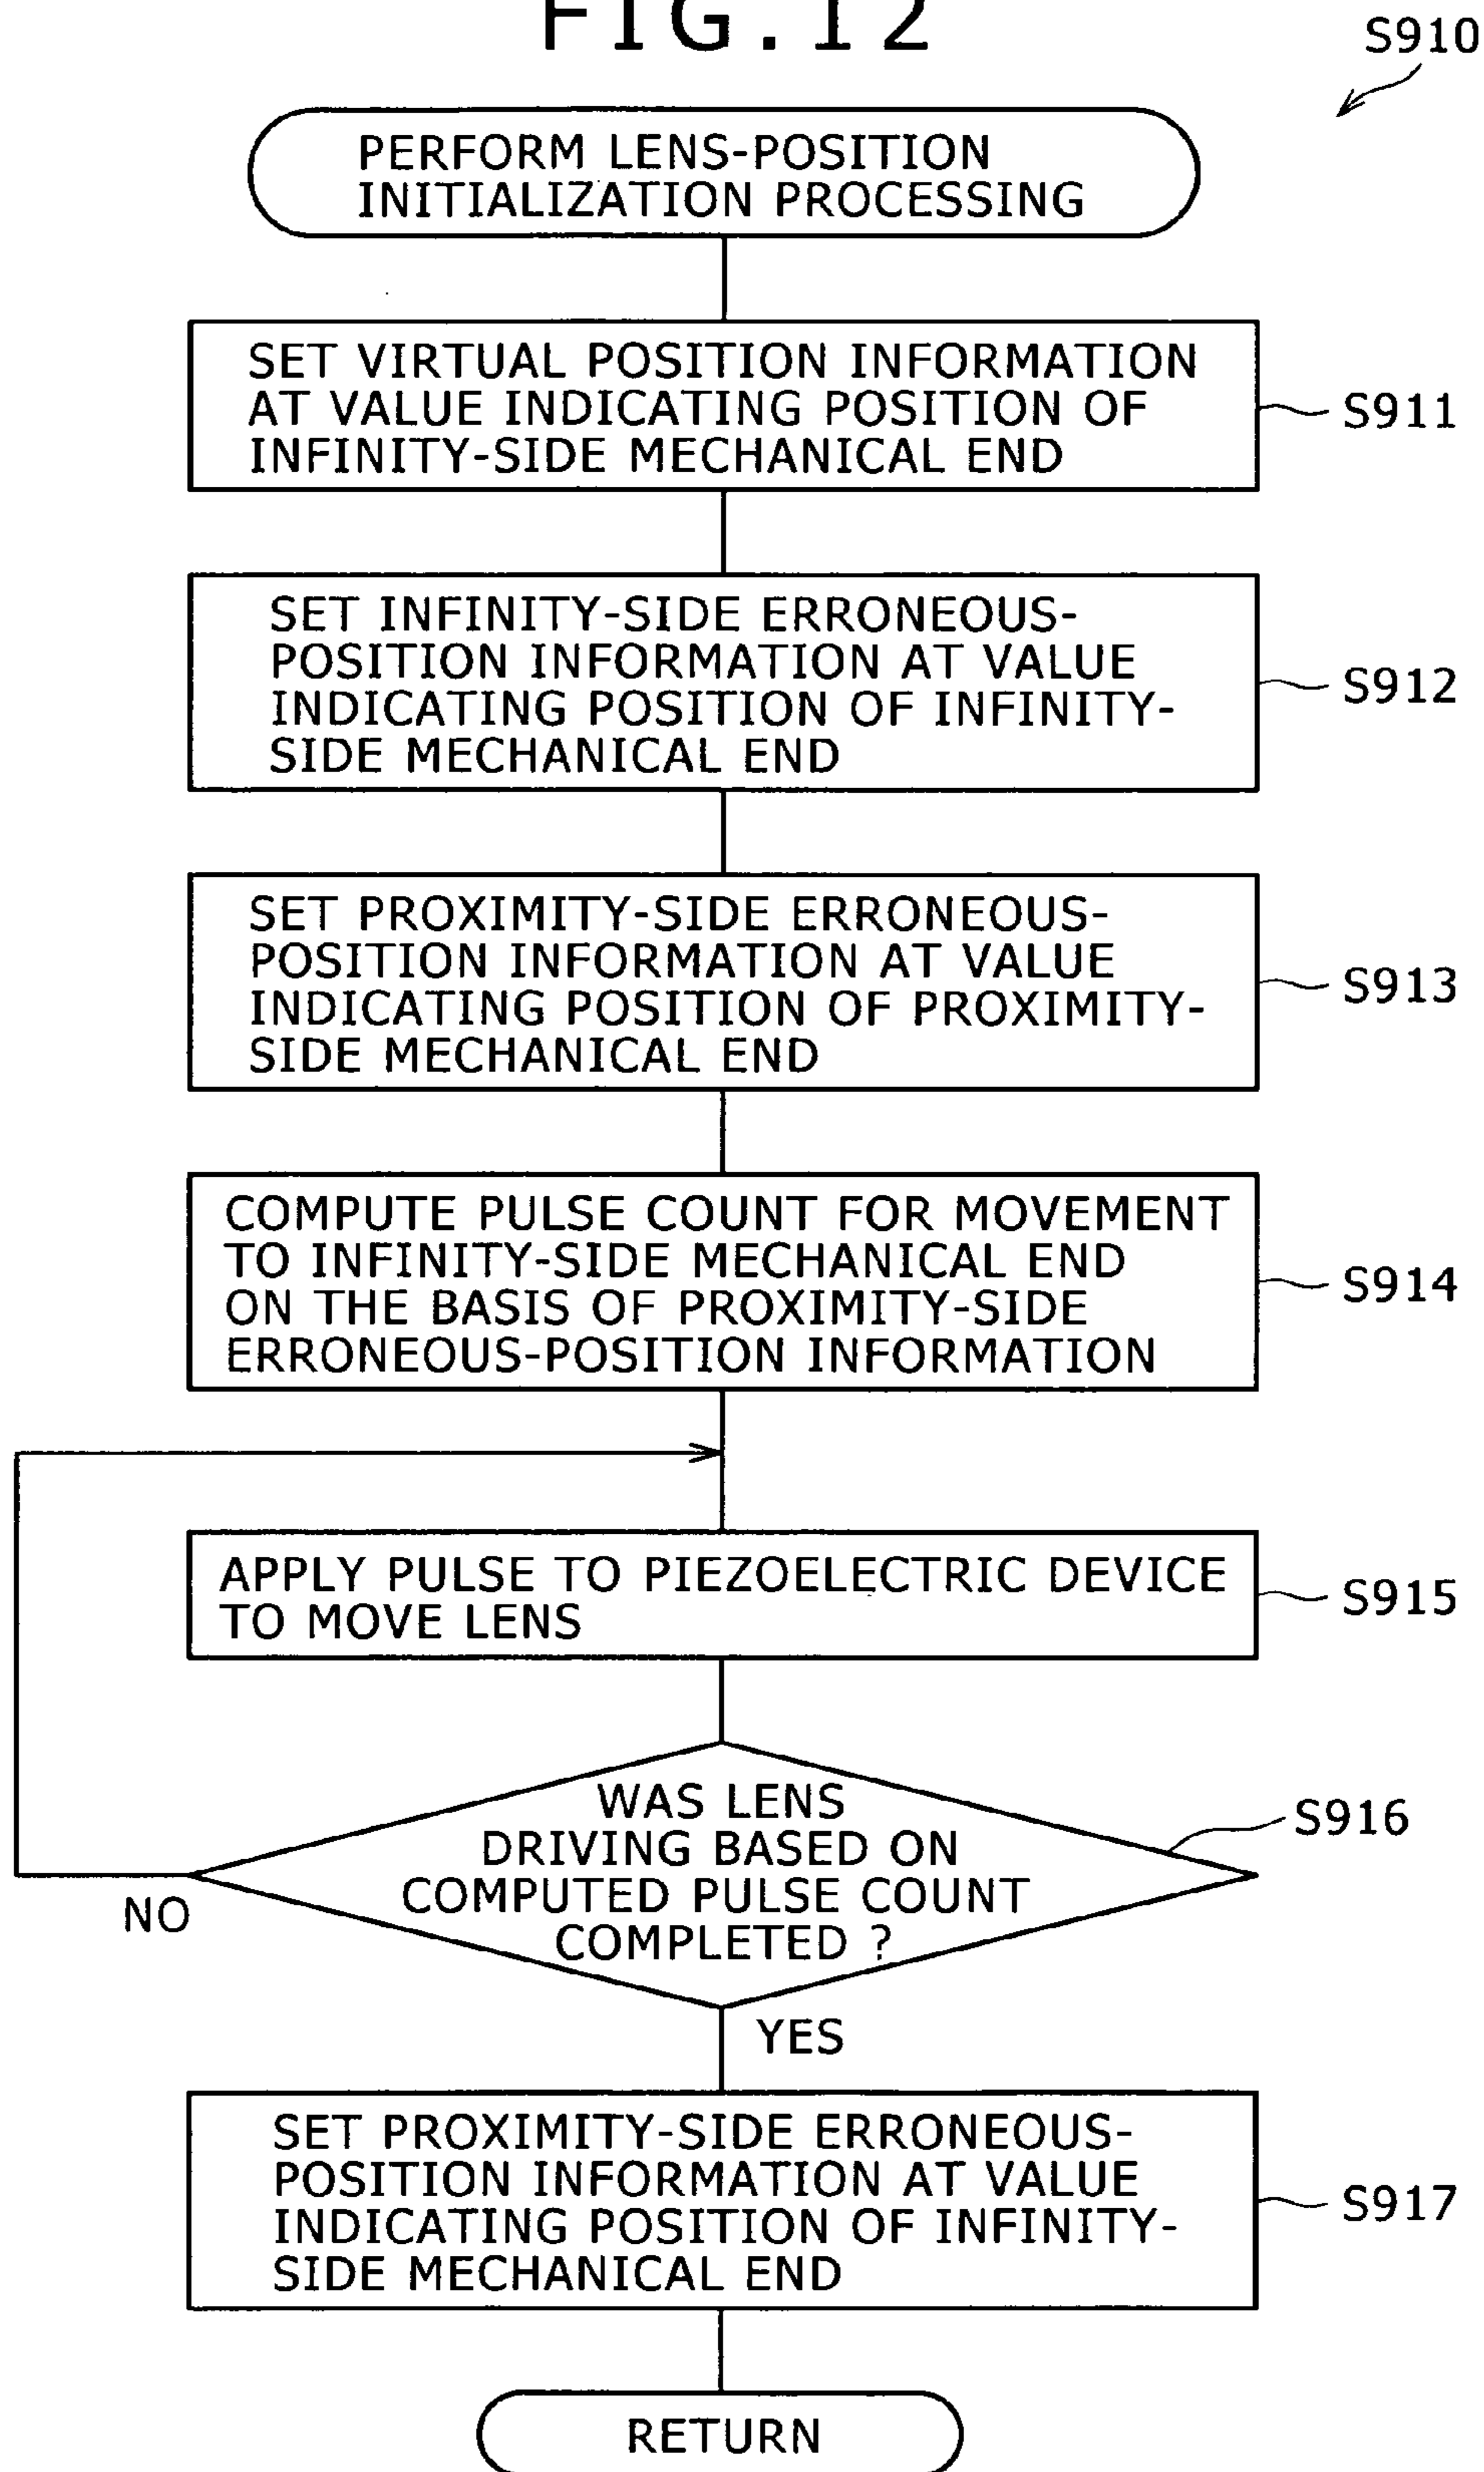 FIG.12
S910
PERFORM LENS-POSITION
INITIALIZATION PROCESSING
SET VIRTUAL POSITION INFORMATION
AT VALUE INDICATING POSITION OF
INFINITY-SIDE MECHANICAL END
S911
SET INFINITY-SIDE ERRONEOUS-
POSITION INFORMATION AT VALUE
INDICATING POSITION OF INFINITY-
SIDE MECHANICAL END
S912
SET PROXIMITY-SIDE ERRONEOUS-
POSITION INFORMATION AT VALUE
INDICATING POSITION OF PROXIMITY-
SIDE MECHANICAL END
S913
COMPUTE PULSE COUNT FOR MOVEMENT
TO INFINITY-SIDE MECHANICAL END
ON THE BASIS OF PROXIMITY-SIDE
ERRONEOUS-POSITION INFORMATION
S914
APPLY PULSE TO PIEZOELECTRIC DEVICE
TO MOVE LENS
S915
WAS LENS
DRIVING BASED ON
COMPUTED PULSE COUNT
COMPLETED ?
S916
NO
YES
SET PROXIMITY-SIDE ERRONEOUS-
POSITION INFORMATION AT VALUE
INDICATING POSITION OF INFINITY-
SIDE MECHANICAL END
S917
RETURN